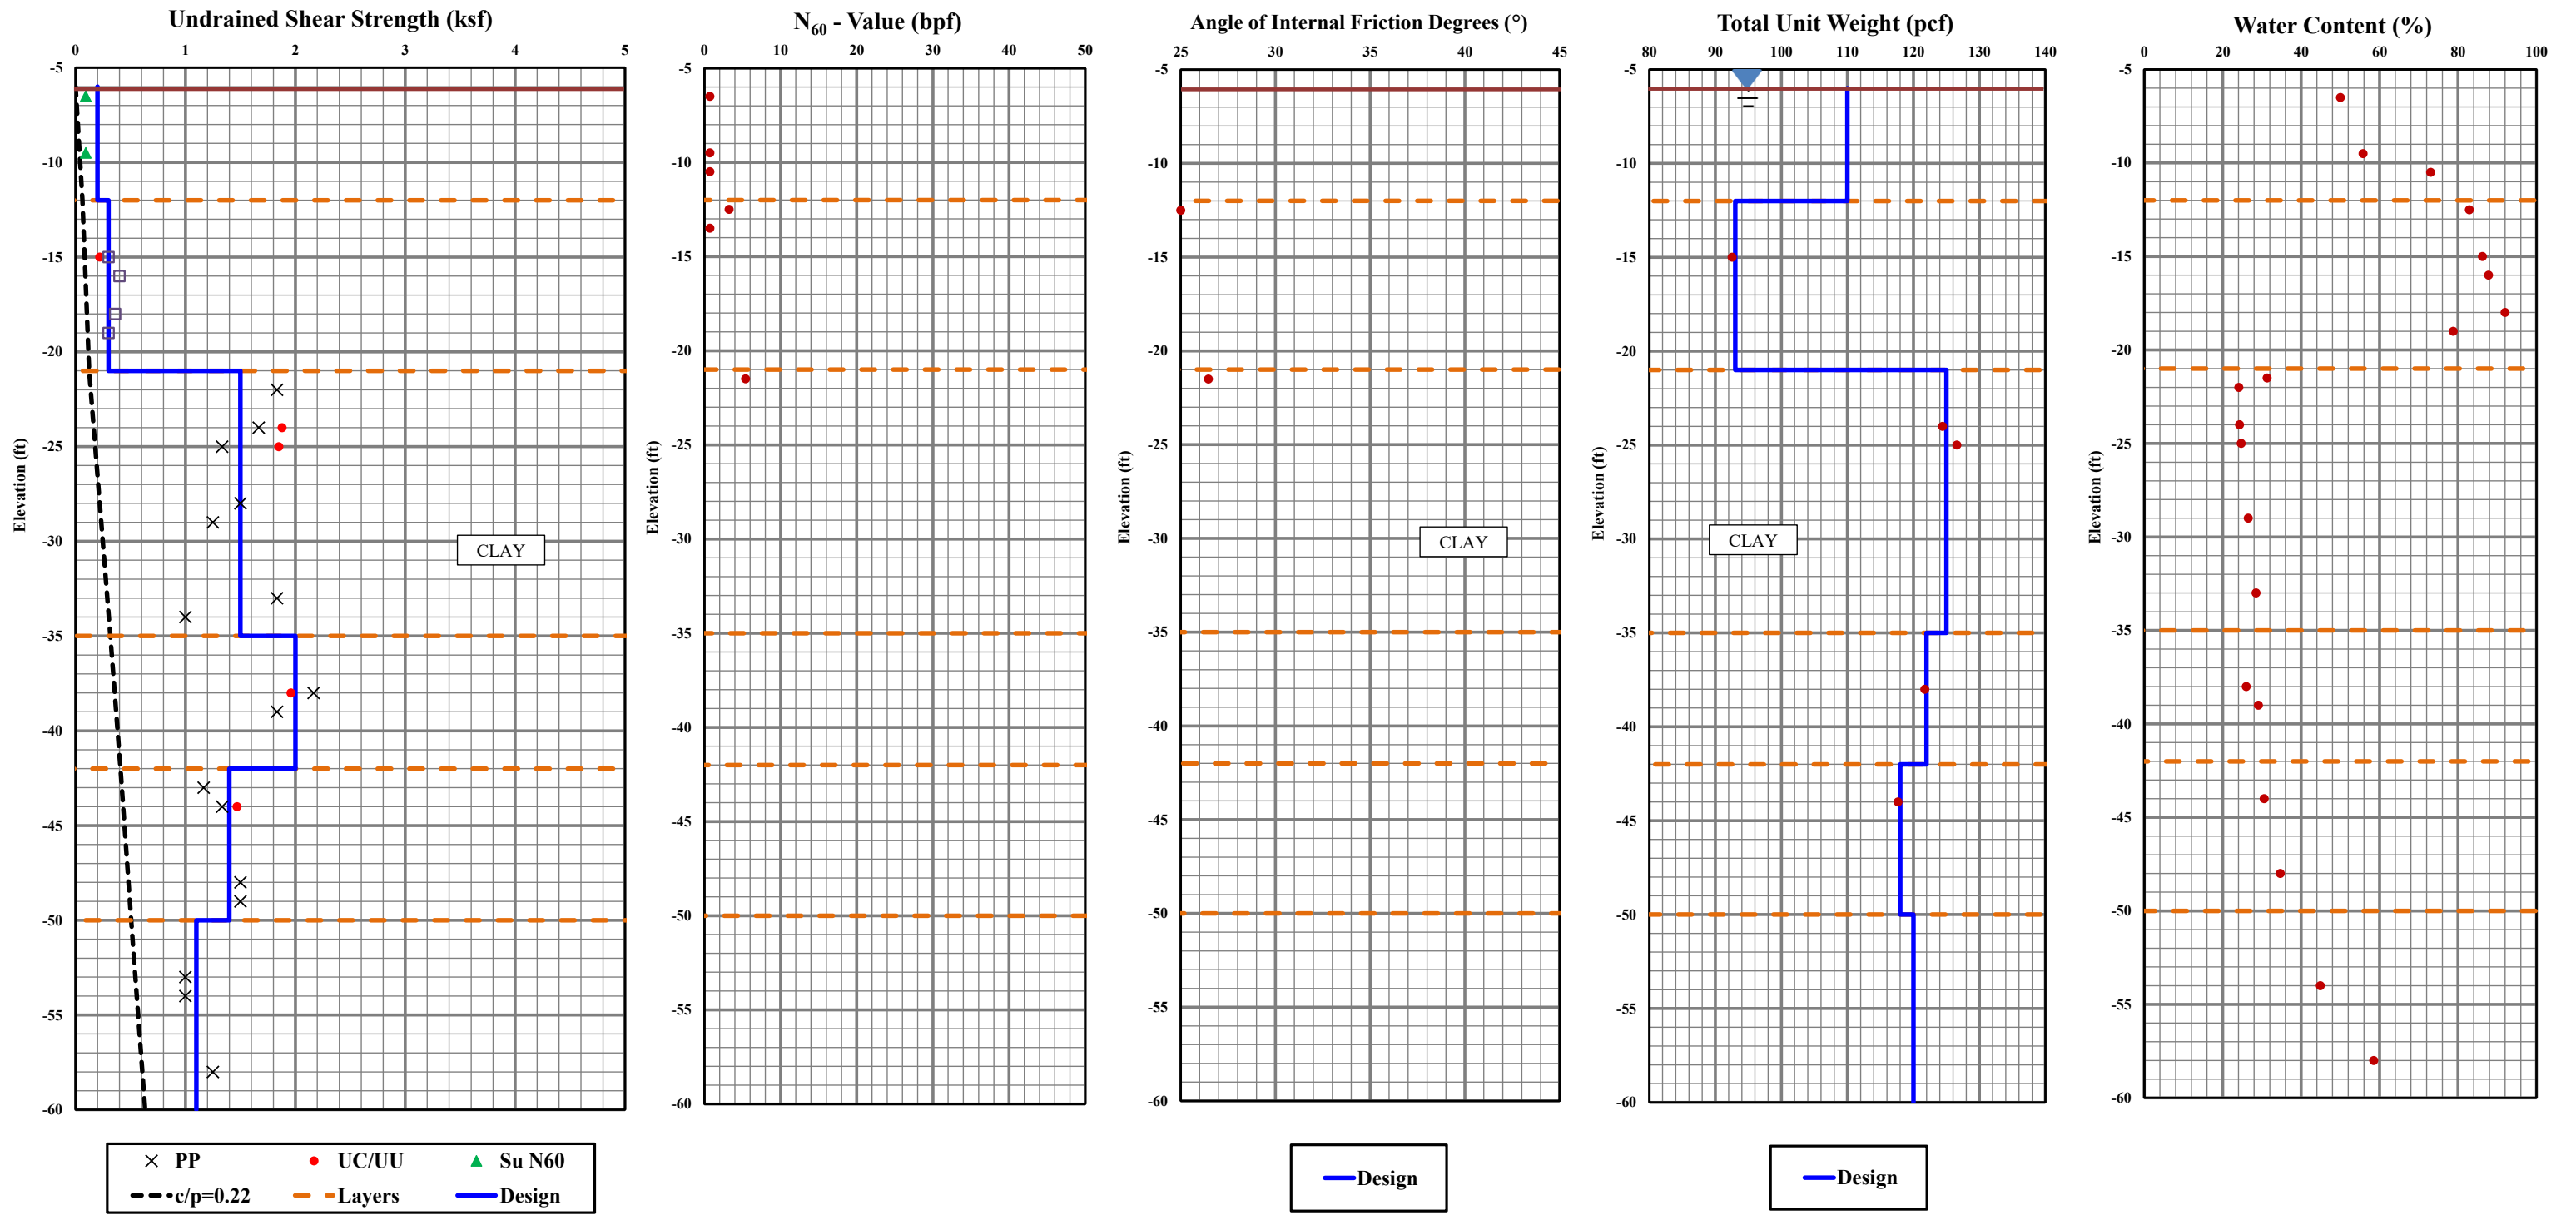 Undrained Shear Strength (ksf)
0 1 2 3 4 5
-5
-10
-15
-20
-25
-30
-35
-40
-45
-50
-55
-60
Elevation (ft)
CLAY
PP UC/UU Su N60
c/p=0.22 Layers Design
N60 - Value (bpf)
0 10 20 30 40 50
-5
-10
-15
-20
-25
-30
-35
-40
-45
-50
-55
-60
Elevation (ft)
Angle of Internal Friction Degrees (°)
25 30 35 40 45
-5
-10
-15
-20
-25
-30
-35
-40
-45
-50
-55
-60
Elevation (ft)
CLAY
Design
Total Unit Weight (pcf)
80 90 100 110 120 130 140
-5
-10
-15
-20
-25
-30
-35
-40
-45
-50
-55
-60
Elevation (ft)
CLAY
Design
Water Content (%)
0 20 40 60 80 100
-5
-10
-15
-20
-25
-30
-35
-40
-45
-50
-55
-60
Elevation (ft)